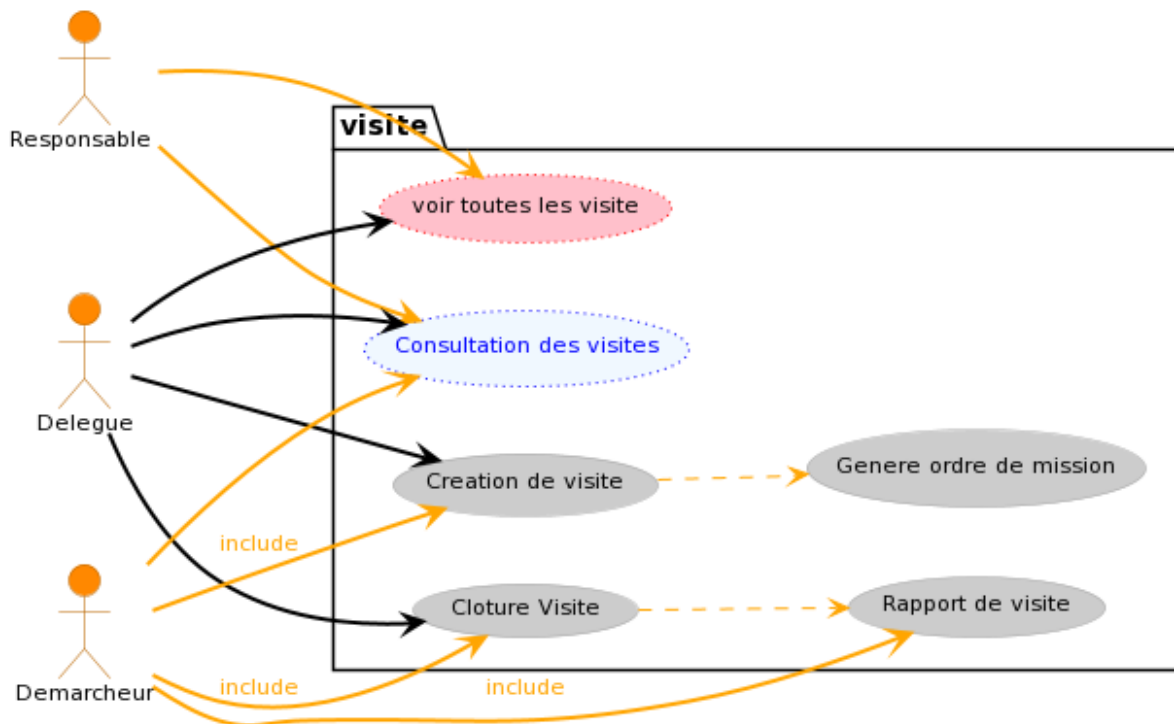 Responsable
visite
voir toutes les visite
Consultation des visites
Delegue
Creation de visite
Genere ordre de mission
include
Cloture Visite
Rapport de visite
Demarcheur
include
include